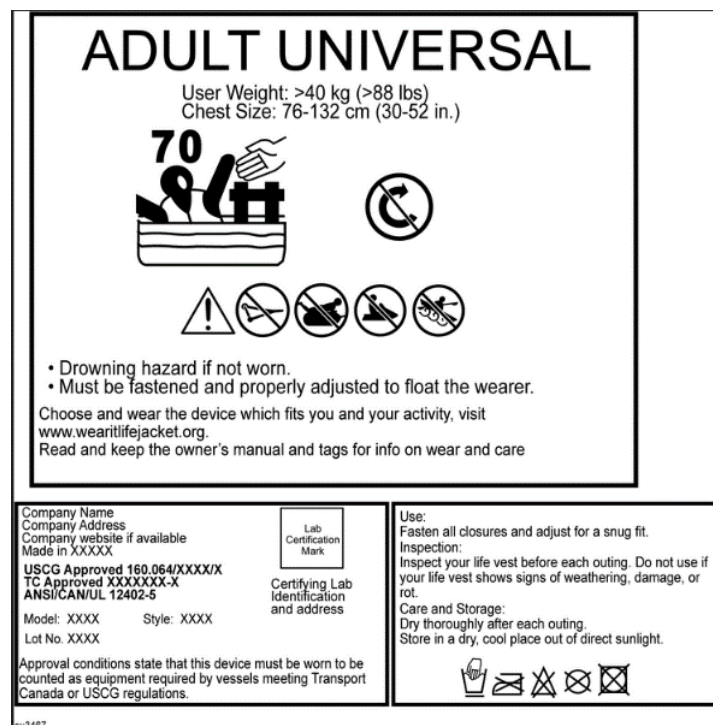 ADULT UNIVERSAL
User Weight: >40 kg (>88 lbs)
Chest Size: 76-132 cm (30-52 in.)
70
• Drowning hazard if not worn.
• Must be fastened and properly adjusted to float the wearer.
Choose and wear the device which fits you and your activity, visit
www.wearitlifejacket.org.
Read and keep the owner's manual and tags for info on wear and care
Company Name
Company Address
Company website if available
Made in XXXXX
USCG Approved 160.064/XXXX/X
TC Approved XXXXXXX-X
ANSI/CAN/UL 12402-5
Model: XXXX Style: XXXX
Lot No. XXXX
Lab
Certification
Mark
Certifying Lab
Identification
and address
Approval conditions state that this device must be worn to be
counted as equipment required by vessels meeting Transport
Canada or USCG regulations.
Use:
Fasten all closures and adjust for a snug fit.
Inspection:
Inspect your life vest before each outing. Do not use if
your life vest shows signs of weathering, damage, or
rot.
Care and Storage:
Dry thoroughly after each outing.
Store in a dry, cool place out of direct sunlight.